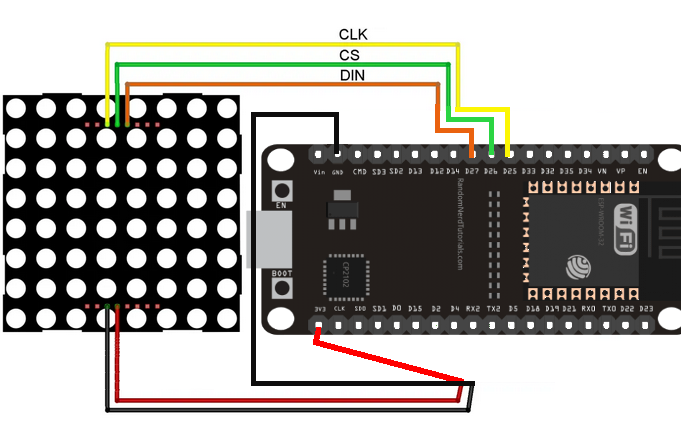 CLK
CS
DIN
Vin GND CMD SD3 SD2 D13 D12 D14 D27 D26 D25 D33 D32 D35 D34 VN VP EN
EN
RandomNerdTutorials.com
ESP-WROOM-32
WiFi
CP2102
BOOT
3V3 CLK SD0 SD1 D0 D15 D2 D4 RX2 TX2 D5 D18 D19 D21 RX0 TX0 D22 D23